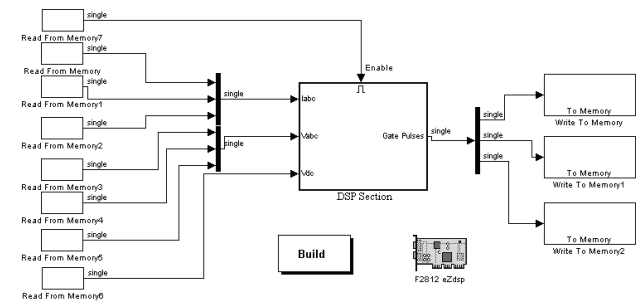 single
Read From Memory7
single
Enable
Read From Memory
single
Read From Memory1
single
single
Iabc
single
Read From Memory2
single
single
Vabc
Gate Pulses
single
single
single
single
To Memory
Write To Memory
To Memory
Write To Memory1
To Memory
Write To Memory2
Read From Memory3
single
Vdc
DSP Section
Read From Memory4
single
Read From Memory5
single
Read From Memory6
Build
F2812 eZdsp